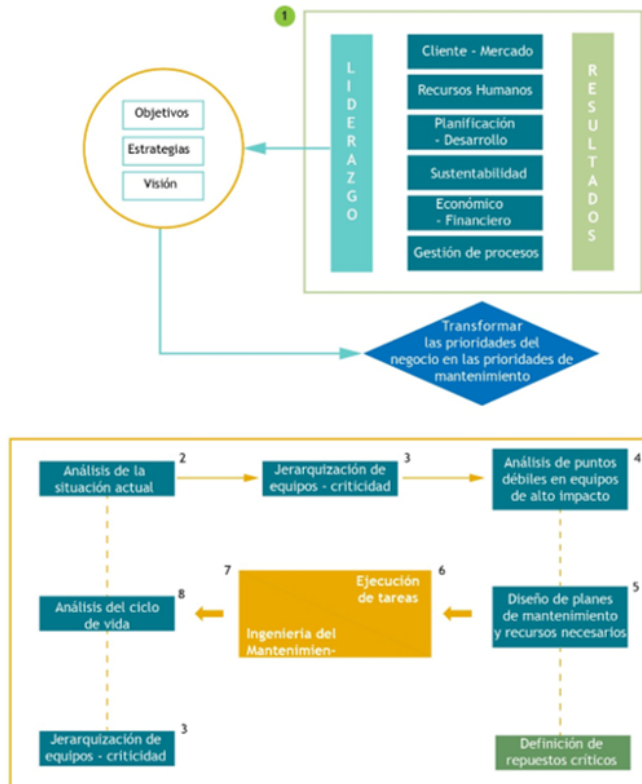 1
LIDERAZGO
Cliente - Mercado
Recursos Humanos
Planificación
- Desarrollo
Sustentabilidad
Económico
- Financiero
Gestión de procesos
RESULTADOS
Objetivos
Estrategias
Visión
Transformar
las prioridades del
negocio en las prioridades de
mantenimiento
Análisis de la
situación actual
2
Jerarquización de
equipos - criticidad
3
Análisis de puntos
débiles en equipos
de alto impacto
4
Diseño de planes
de mantenimiento
y recursos necesarios
5
Ejecución
de tareas
6
7
Ingeniería del
Mantenimien-
Análisis del ciclo
de vida
8
Jerarquización de
equipos - criticidad
3
Definición de
repuestos críticos